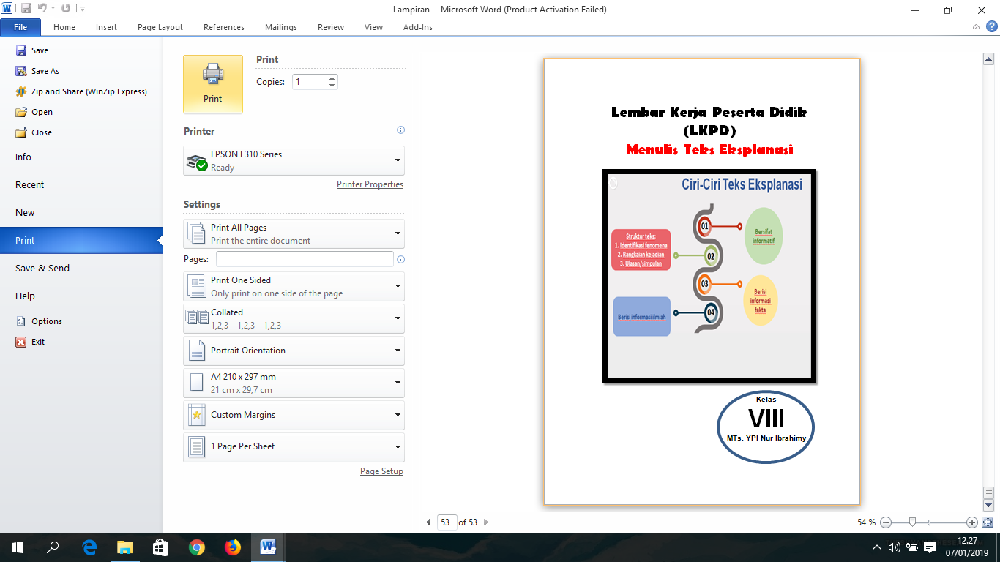 Lampiran - Microsoft Word (Product Activation Failed)
File Home Insert Page Layout References Mailings Review View Add-Ins
Save
Save As
Zip and Share (WinZip Express)
Open
Close
Info
Recent
New
Print
Save & Send
Help
Options
Exit
Print
Print
Copies: 1
Printer
EPSON L310 Series
Ready
Printer Properties
Settings
Print All Pages
Print the entire document
Pages:
Print One Sided
Only print on one side of the page
Collated
1,2,3 1,2,3 1,2,3
Portrait Orientation
A4 210 x 297 mm
21 cm x 29,7 cm
Custom Margins
1 Page Per Sheet
Page Setup
Lembar Kerja Peserta Didik
(LKPD)
Menulis Teks Eksplanasi
Ciri-Ciri Teks Eksplanasi
01
Bersifat
informatif
Struktur teks:
1. Identifikasi fenomena
2. Rangkaian kejadian
3. Ulasan/simpulan
02
03
Berisi
informasi
fakta
04
Berisi informasi ilmiah
Kelas
VIII
MTs. YPI Nur Ibrahimy
53 of 53
54 %
12.27
07/01/2019